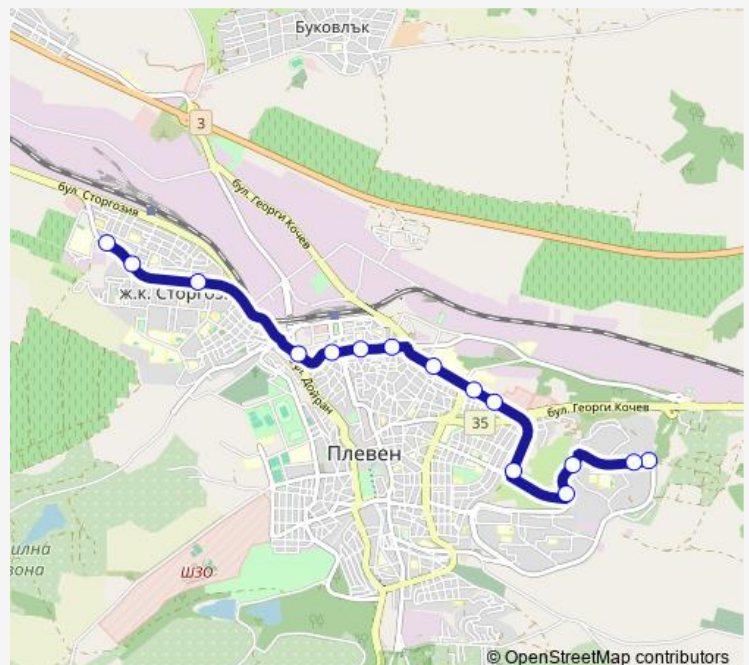 Буковлък
3
бул. Сторгозия
бул. Георги Кочев
ж.к. Сторгоз
ул. Дойран
бул. Георги Кочев
35
Плевен
илна
зона
ШЗО
© OpenStreetMap contributors